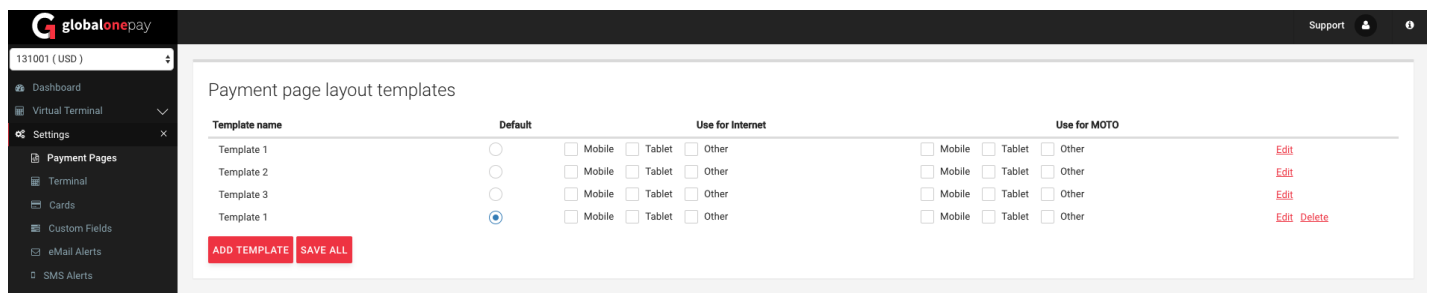 globalonepay
Support
131001 ( USD )
Dashboard
Virtual Terminal
Settings
Payment Pages
Terminal
Cards
Custom Fields
eMail Alerts
SMS Alerts
Payment page layout templates
Template name Default Use for Internet Use for MOTO
Template 1 Mobile Tablet Other Mobile Tablet Other Edit
Template 2 Mobile Tablet Other Mobile Tablet Other Edit
Template 3 Mobile Tablet Other Mobile Tablet Other Edit
Template 1 Mobile Tablet Other Mobile Tablet Other Edit Delete
ADD TEMPLATE SAVE ALL